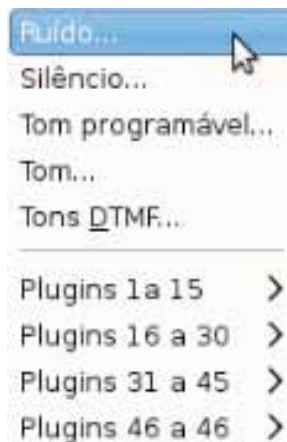 Ruído...
Silêncio...
Tom programável...
Tom...
Tons DTMF...
Plugins 1a 15
Plugins 16 a 30
Plugins 31 a 45
Plugins 46 a 46